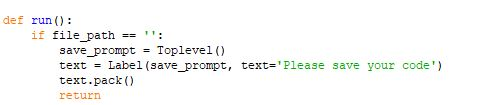 def run():
    if file_path == '':
        save_prompt = Toplevel()
        text = Label(save_prompt, text='Please save your code')
        text.pack()
        return